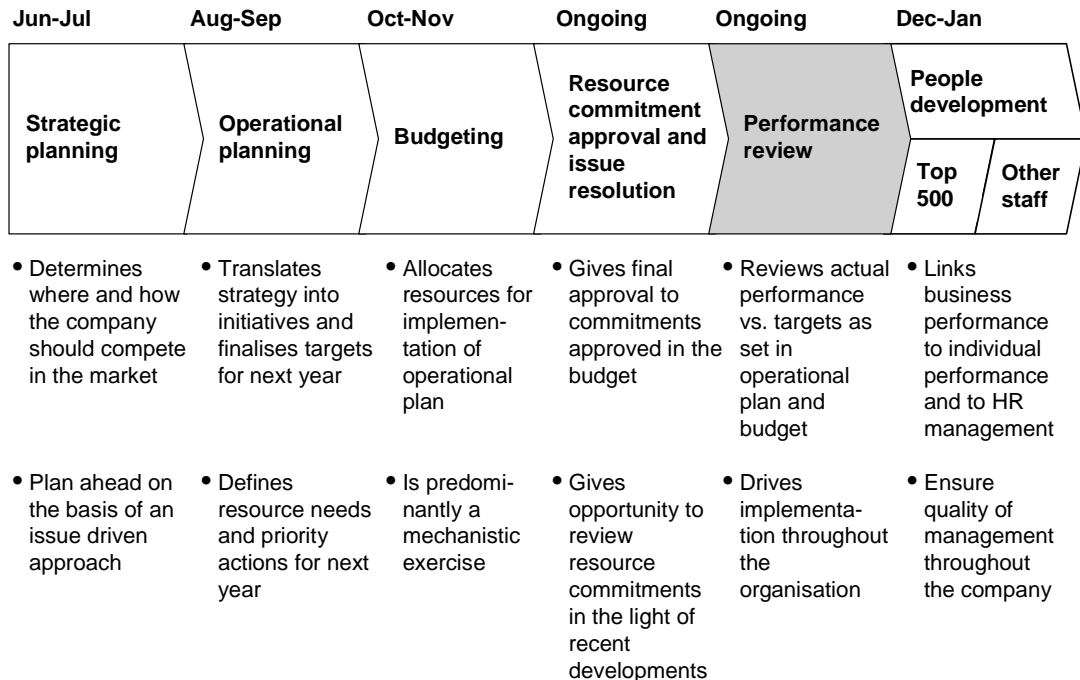 Jun-Jul
Aug-Sep
Oct-Nov
Ongoing
Ongoing
Dec-Jan
Strategic
planning
Operational
planning
Budgeting
Resource
commitment
approval and
issue
resolution
Performance
review
People
development
Top
500
Other
staff
• Determines
where and how
the company
should compete
in the market
• Plan ahead on
the basis of an
issue driven
approach
• Translates
strategy into
initiatives and
finalises targets
for next year
• Defines
resource needs
and priority
actions for next
year
• Allocates
resources for
implemen-
tation of
operational
plan
• Is predomi-
nantly a
mechanistic
exercise
• Gives final
approval to
commitments
approved in the
budget
• Gives
opportunity to
review
resource
commitments
in the light of
recent
developments
• Reviews actual
performance
vs. targets as
set in
operational
plan and
budget
• Drives
implementa-
tion throughout
the
organisation
• Links
business
performance
to individual
performance
and to HR
management
• Ensure
quality of
management
throughout
the company